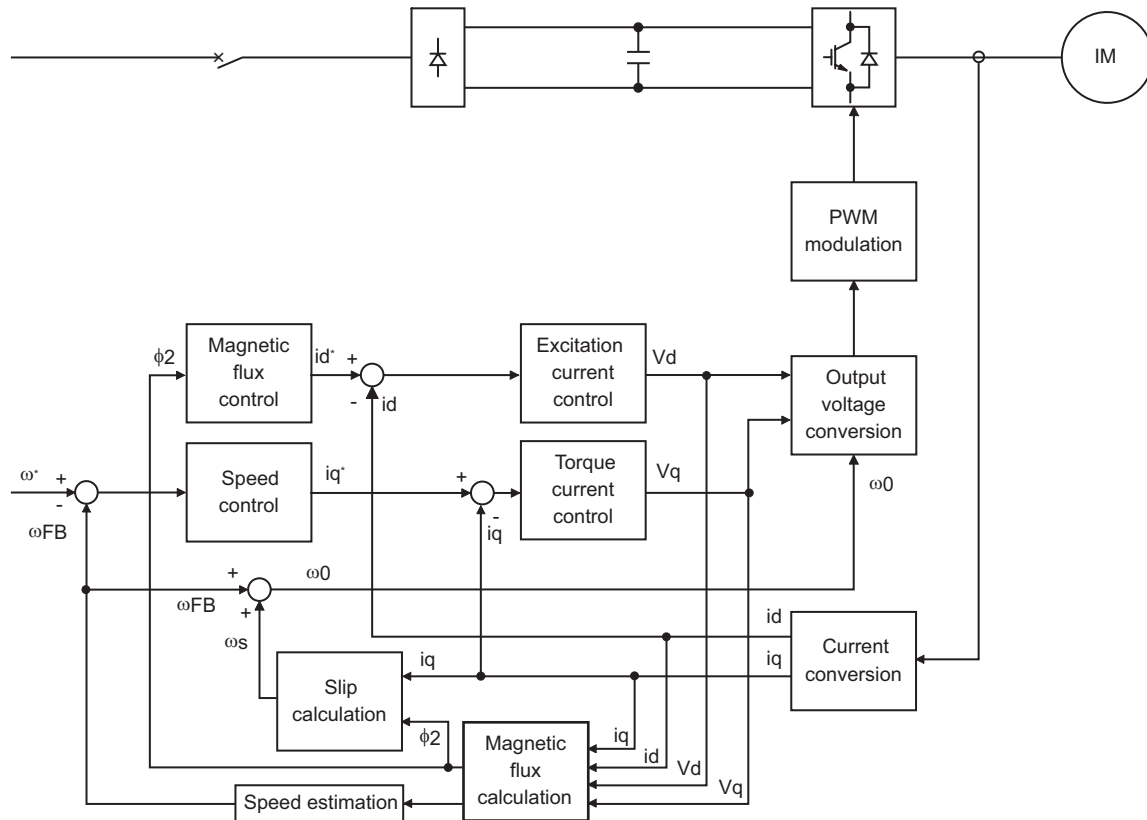 IM
PWM
modulation
ϕ2
Magnetic
flux
control
id*
+
-
id
Excitation
current
control
Vd
Output
voltage
conversion
ω*
+
-
ωFB
Speed
control
iq*
+
-
iq
Torque
current
control
Vq
ω0
+
ωFB
+
ω0
ωs
Slip
calculation
iq
ϕ2
id
iq
Current
conversion
Magnetic
flux
calculation
iq
id
Vd
Vq
Speed estimation